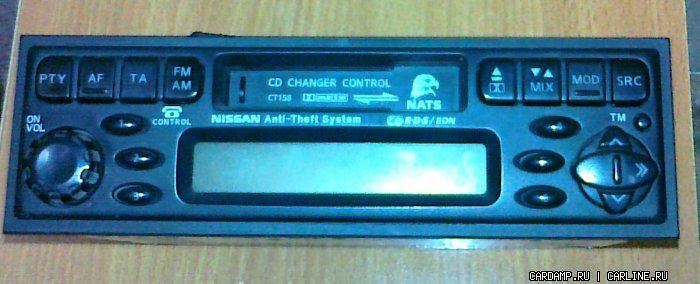 PTY AF TA FM AM
CD CHANGER CONTROL
CT158
NATS
MIX MOD SRC
CONTROL
NISSAN Anti-Theft System
R·D·S/EON
TM
ON
VOL
CARDAMP.RU | CARLINE.RU